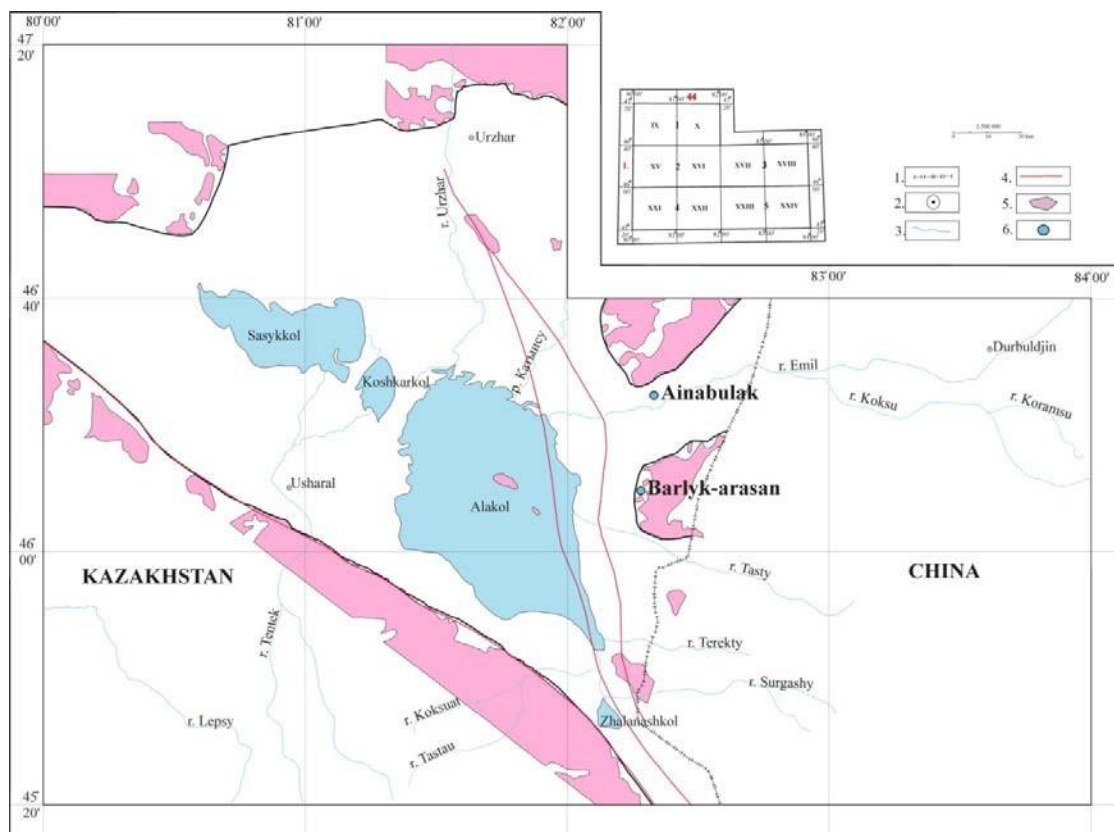 80°00'
81°00'
82°00'
47°
20'
44
IX
1
X
1.
XV
2
XVI
XVII
3
XVIII
XXI
4
XXII
XXIII
5
XXIV
1.
4.
2.
5.
3.
6.
Urzhar
r. Urzhar
83°00'
84°00'
46°
40'
Sasykkol
Koshkarkol
р. Karancy
r. Emil
Durbuldjin
Ainabulak
r. Koksu
r. Koramsu
Usharal
Alakol
Barlyk-arasan
46°
00'
KAZAKHSTAN
CHINA
r. Tasty
r. Tentek
r. Terekty
r. Surgashy
r. Koksuat
Zhalanashkol
r. Lepsy
r. Tastau
45°
20'